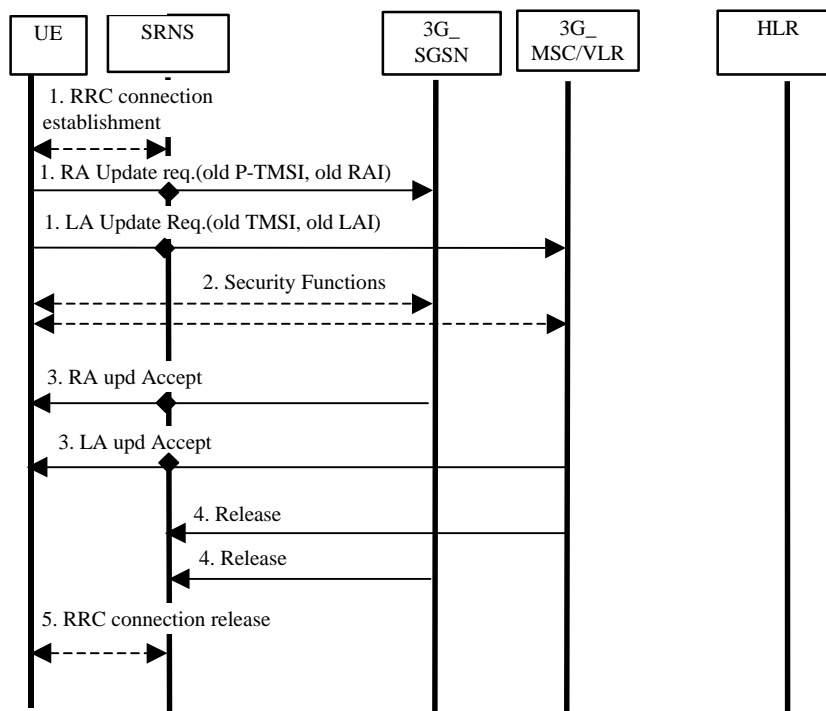 UE
SRNS
3G_
SGSN
3G_
MSC/VLR
HLR
1. RRC connection
establishment
1. RA Update req.(old P-TMSI, old RAI)
1. LA Update Req.(old TMSI, old LAI)
2. Security Functions
3. RA upd Accept
3. LA upd Accept
4. Release
4. Release
5. RRC connection release